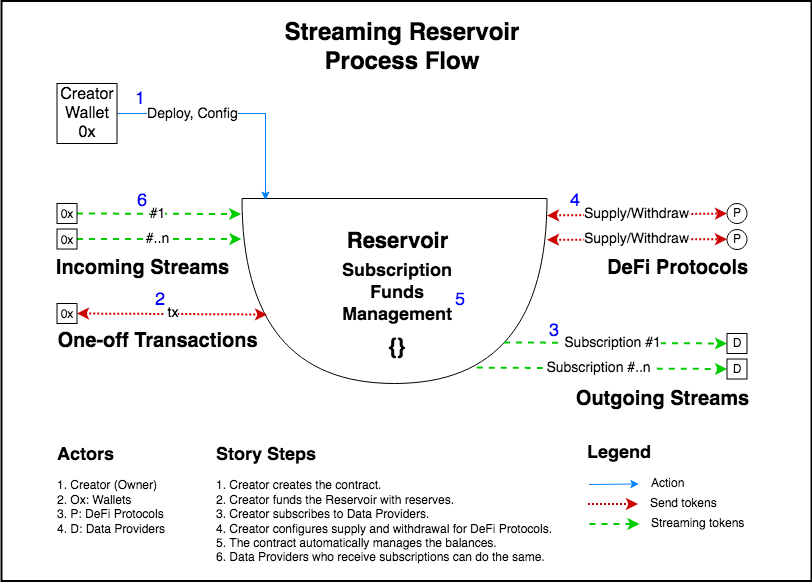 Streaming Reservoir
Process Flow
Creator
Wallet
0x
1
Deploy, Config
6
0x
#1
0x
#..n
Incoming Streams
2
0x
tx
One-off Transactions
Reservoir
Subscription
Funds
Management
5
{}
4
Supply/Withdraw
P
Supply/Withdraw
P
DeFi Protocols
3
Subscription #1
D
Subscription #..n
D
Outgoing Streams
Actors
1. Creator (Owner)
2. Ox: Wallets
3. P: DeFi Protocols
4. D: Data Providers
Story Steps
1. Creator creates the contract.
2. Creator funds the Reservoir with reserves.
3. Creator subscribes to Data Providers.
4. Creator configures supply and withdrawal for DeFi Protocols.
5. The contract automatically manages the balances.
6. Data Providers who receive subscriptions can do the same.
Legend
Action
Send tokens
Streaming tokens